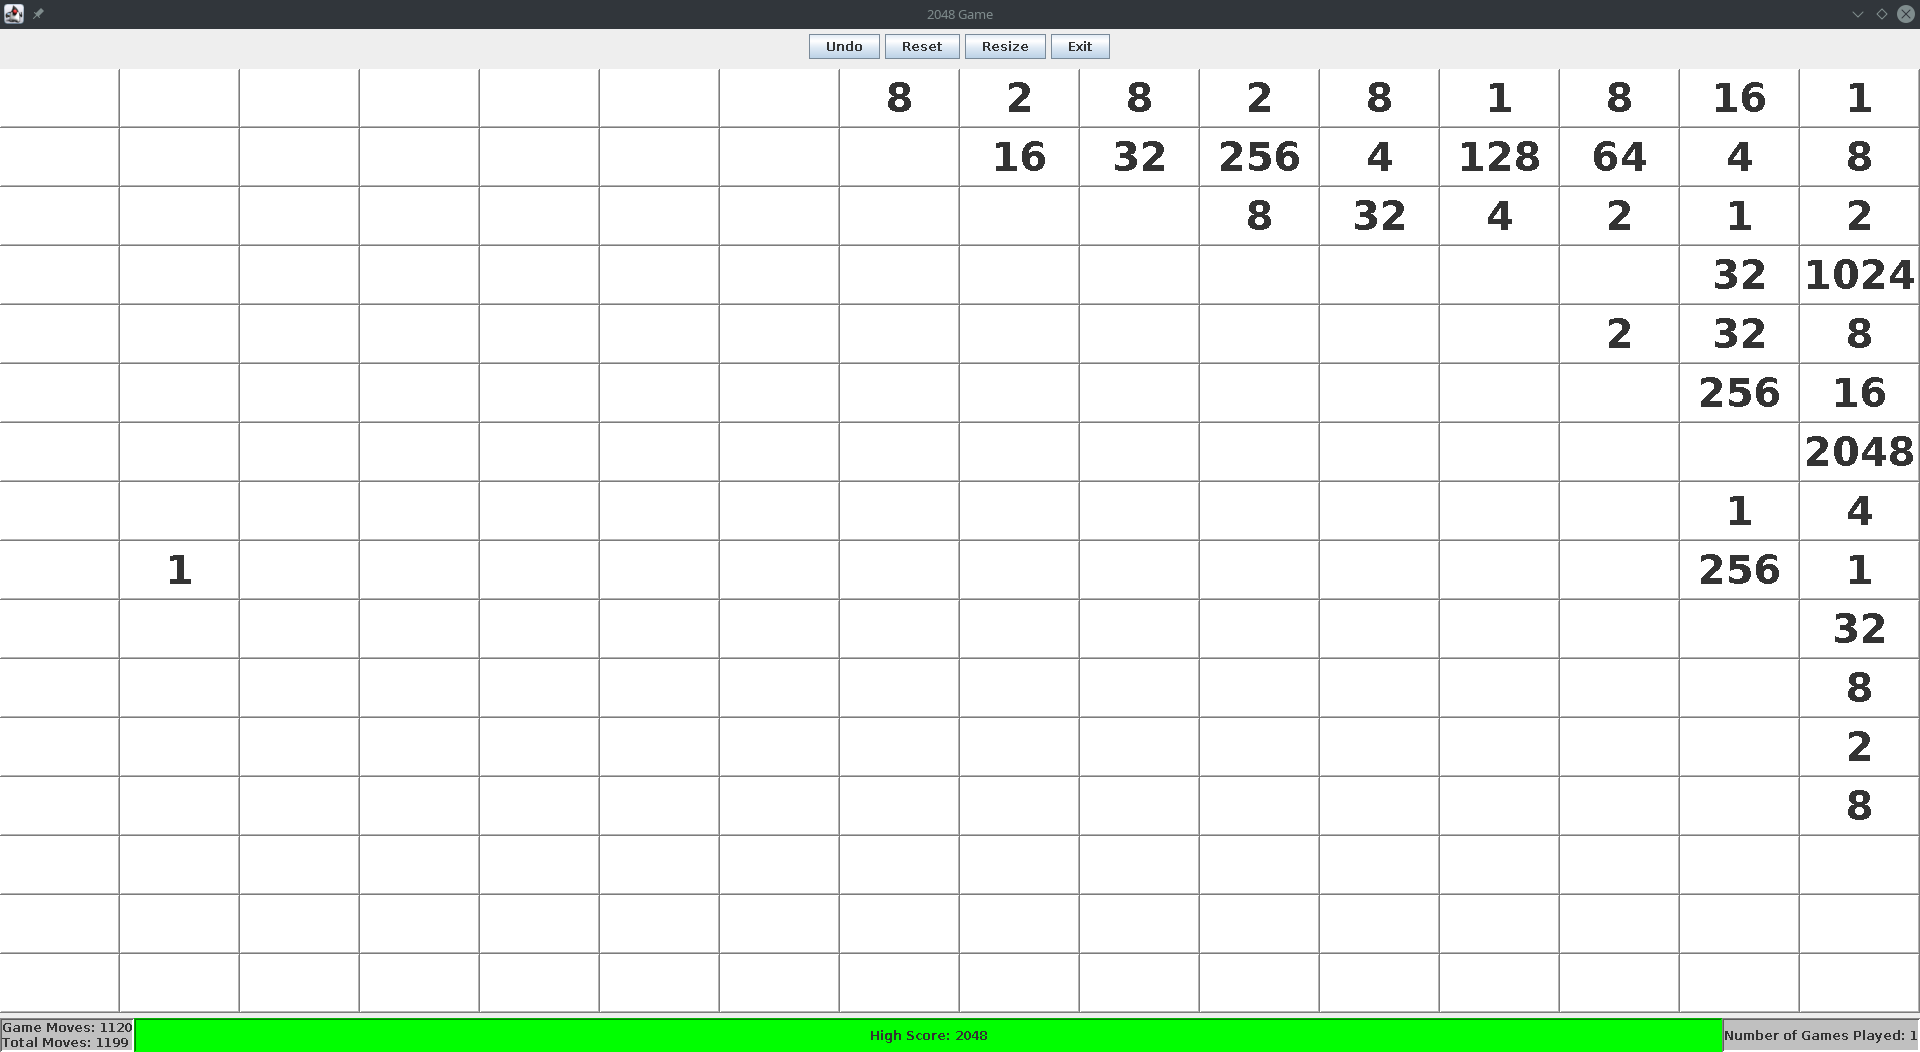 2048 Game
Undo Reset Resize Exit
8 2 8 2 8 1 8 16 1
16 32 256 4 128 64 4 8
8 32 4 2 1 2
32 1024
2 32 8
256 16
2048
1 4
1 256 1
32
8
2
8
Game Moves: 1120
Total Moves: 1199
High Score: 2048
Number of Games Played: 1